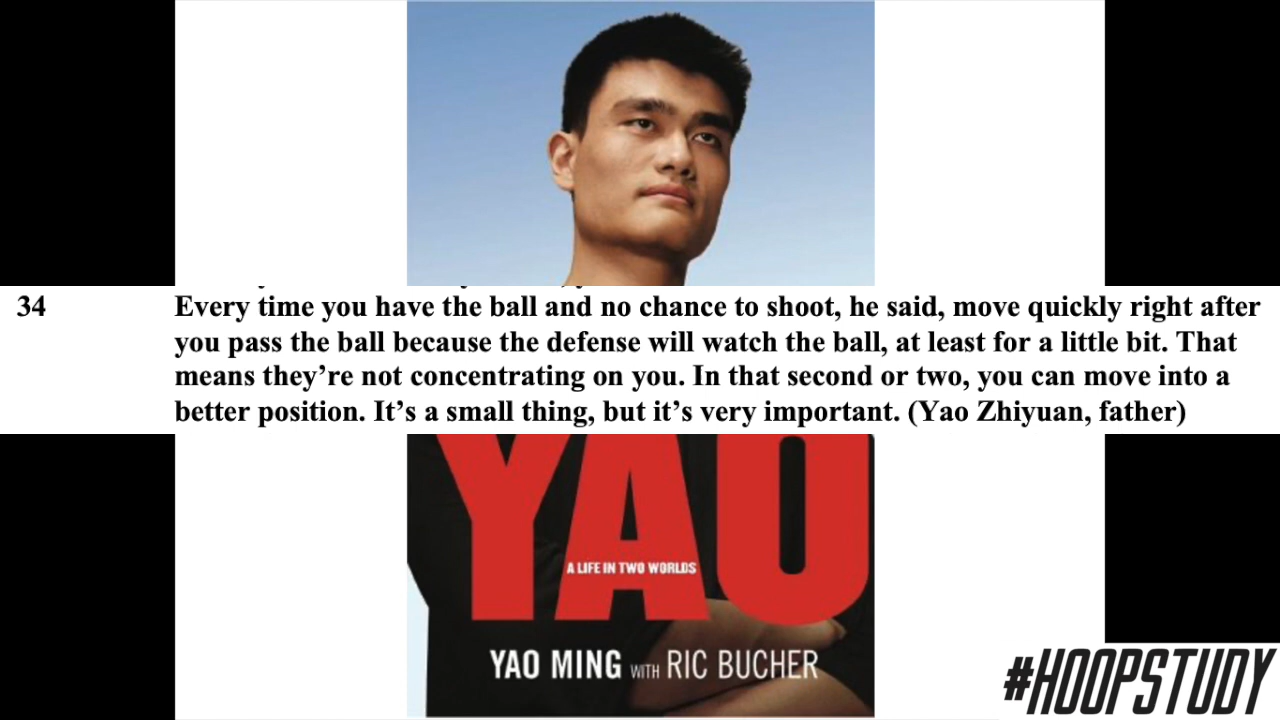 34 Every time you have the ball and no chance to shoot, he said, move quickly right after
you pass the ball because the defense will watch the ball, at least for a little bit. That
means they’re not concentrating on you. In that second or two, you can move into a
better position. It’s a small thing, but it’s very important. (Yao Zhiyuan, father)
YAO
A LIFE IN TWO WORLDS
YAO MING WITH RIC BUCHER
#HOOPSTUDY